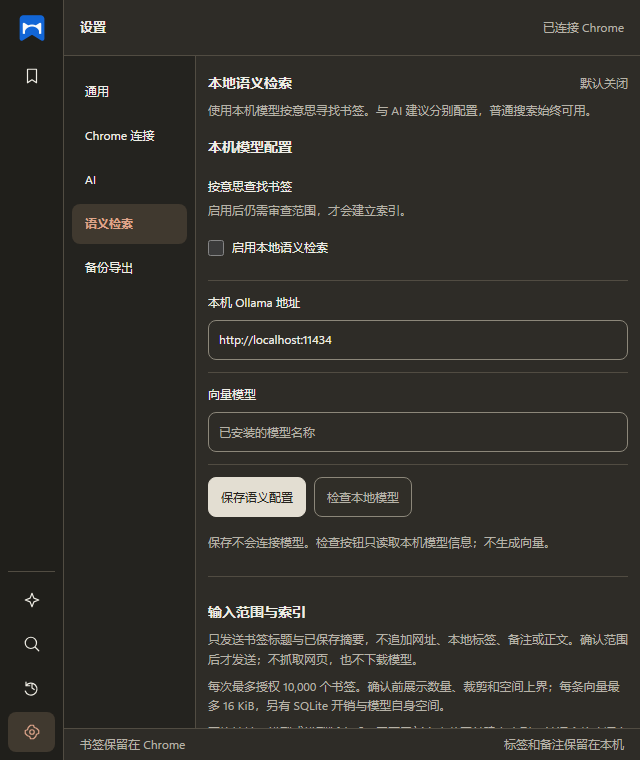 设置
已连接 Chrome
通用
Chrome 连接
AI
语义检索
备份导出
本地语义检索
默认关闭
使用本机模型按意思寻找书签。与 AI 建议分别配置，普通搜索始终可用。
本机模型配置
按意思查找书签
启用后仍需审查范围，才会建立索引。
启用本地语义检索
本机 Ollama 地址
http://localhost:11434
向量模型
已安装的模型名称
保存语义配置
检查本地模型
保存不会连接模型。检查按钮只读取本机模型信息；不生成向量。
输入范围与索引
只发送书签标题与已保存摘要，不追加网址、本地标签、备注或正文。确认范围
后才发送；不抓取网页，也不下载模型。
每次最多授权 10,000 个书签。确认前展示数量、裁剪和空间上界；每条向量最
多 16 KiB，另有 SQLite 开销与模型自身空间。
书签保留在 Chrome
标签和备注保留在本机